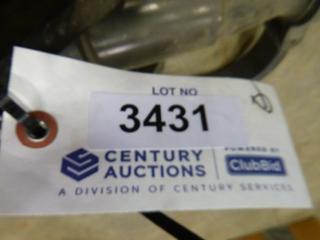 LOT NO
3431
CENTURY AUCTIONS
POWERED BY
ClubBid
A DIVISION OF CENTURY SERVICES